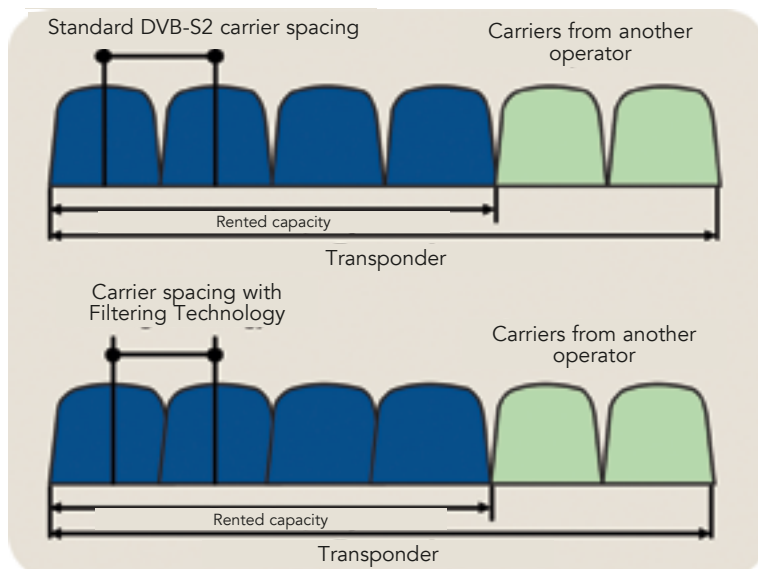 Standard DVB-S2 carrier spacing
Carriers from another
operator
Rented capacity
Transponder
Carrier spacing with
Filtering Technology
Carriers from another
operator
Rented capacity
Transponder